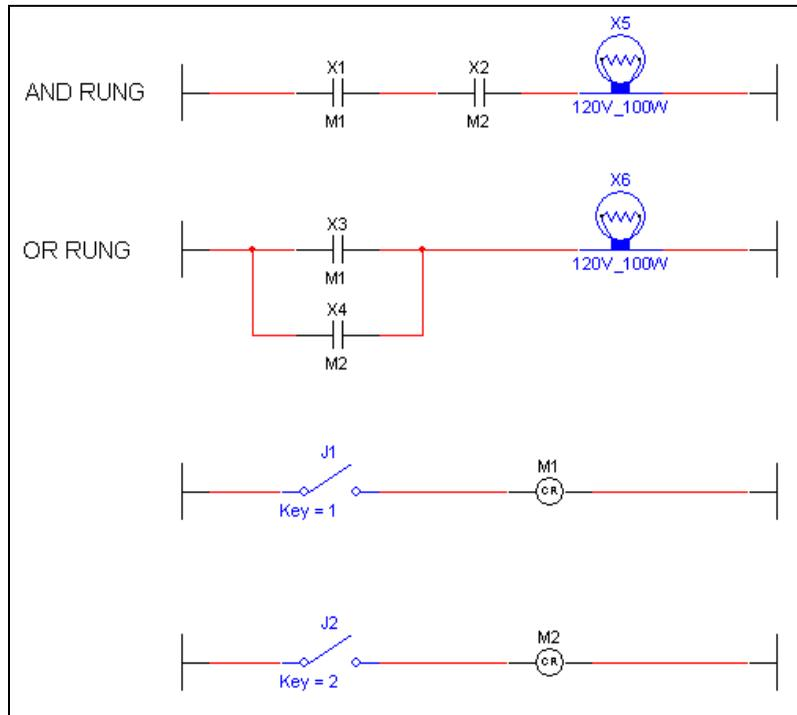 X5
X1 X2
AND RUNG
M1 M2 120V_100W
X6
X3
OR RUNG
M1 120V_100W
X4
M2
J1 M1
CR
Key = 1
J2 M2
CR
Key = 2